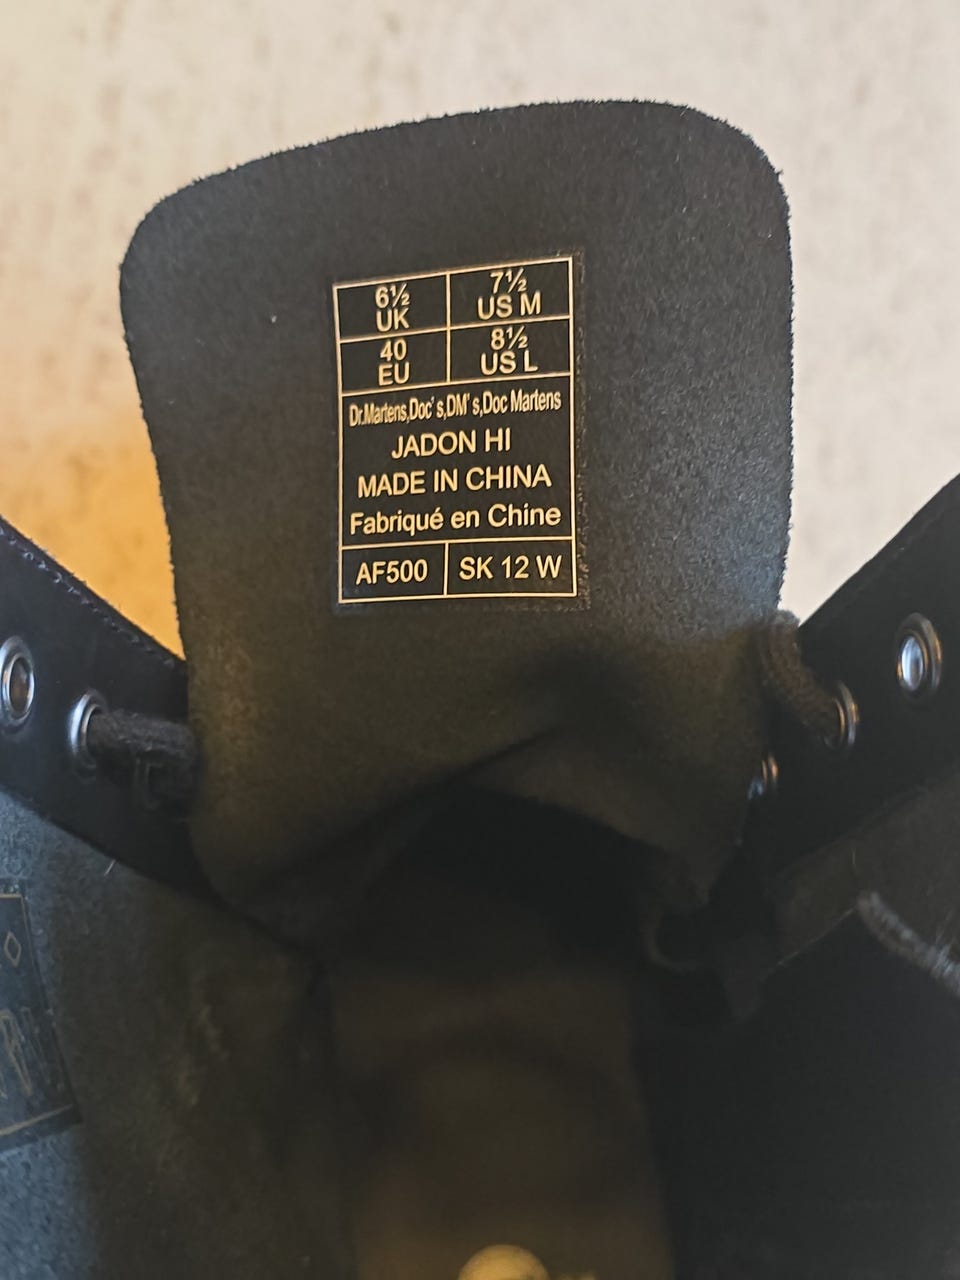 6½ UK
7½ US M
40 EU
8½ US L
Dr.Martens,Doc's,DM's,Doc Martens
JADON HI
MADE IN CHINA
Fabriqué en Chine
AF500
SK 12 W